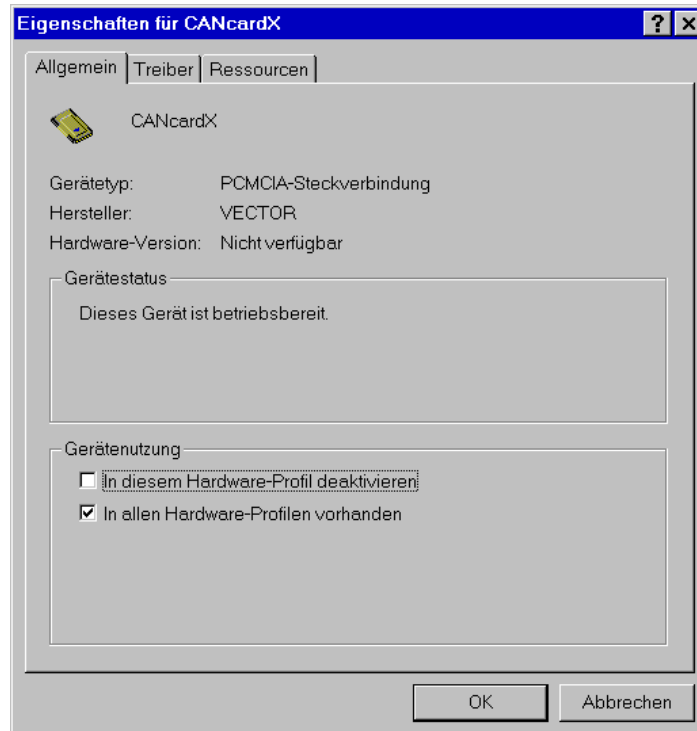 Eigenschaften für CANcardX
Allgemein Treiber Ressourcen
CANcardX
Gerätetyp: PCMCIA-Steckverbindung
Hersteller: VECTOR
Hardware-Version: Nicht verfügbar
Gerätestatus
Dieses Gerät ist betriebsbereit.
Gerätenutzung
In diesem Hardware-Profil deaktivieren
In allen Hardware-Profilen vorhanden
OK Abbrechen